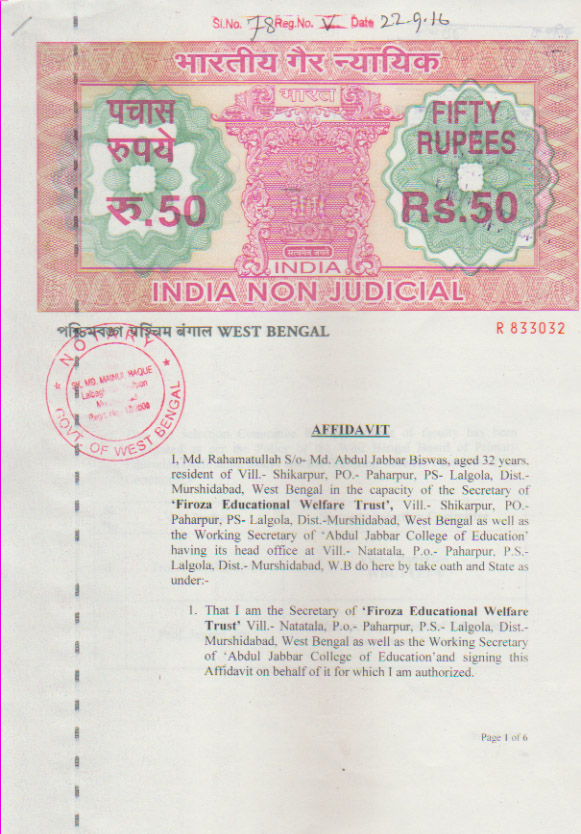 Sl.No. 78 Reg.No. V Date 22.9.16
भारतीय गैर न्यायिक
पचास
रुपये
रु.50
भारत
FIFTY
RUPEES
Rs.50
सत्यमेव जयते
INDIA
INDIA NON JUDICIAL
পশ্চিমবঙ্গ पश्चिम बंगाल WEST BENGAL
R 833032
NOTARY
MD. MAINUL HAQUE
GOVT. OF WEST BENGAL
AFFIDAVIT
I, Md. Rahamatullah S/o- Md. Abdul Jabbar Biswas, aged 32 years,
resident of Vill.- Shikarpur, PO.- Paharpur, PS- Lalgola, Dist.-
Murshidabad, West Bengal in the capacity of the Secretary of
'Firoza Educational Welfare Trust', Vill.- Shikarpur, PO.-
Paharpur, PS- Lalgola, Dist.-Murshidabad, West Bengal as well as
the Working Secretary of 'Abdul Jabbar College of Education'
having its head office at Vill.- Natatala, P.o.- Paharpur, P.S.-
Lalgola, Dist.- Murshidabad, W.B do here by take oath and State as
under:-
1. That I am the Secretary of 'Firoza Educational Welfare
Trust' Vill.- Natatala, P.o.- Paharpur, P.S.- Lalgola, Dist.-
Murshidabad, West Bengal as well as the Working Secretary
of 'Abdul Jabbar College of Education'and signing this
Affidavit on behalf of it for which I am authorized.
Page 1 of 6